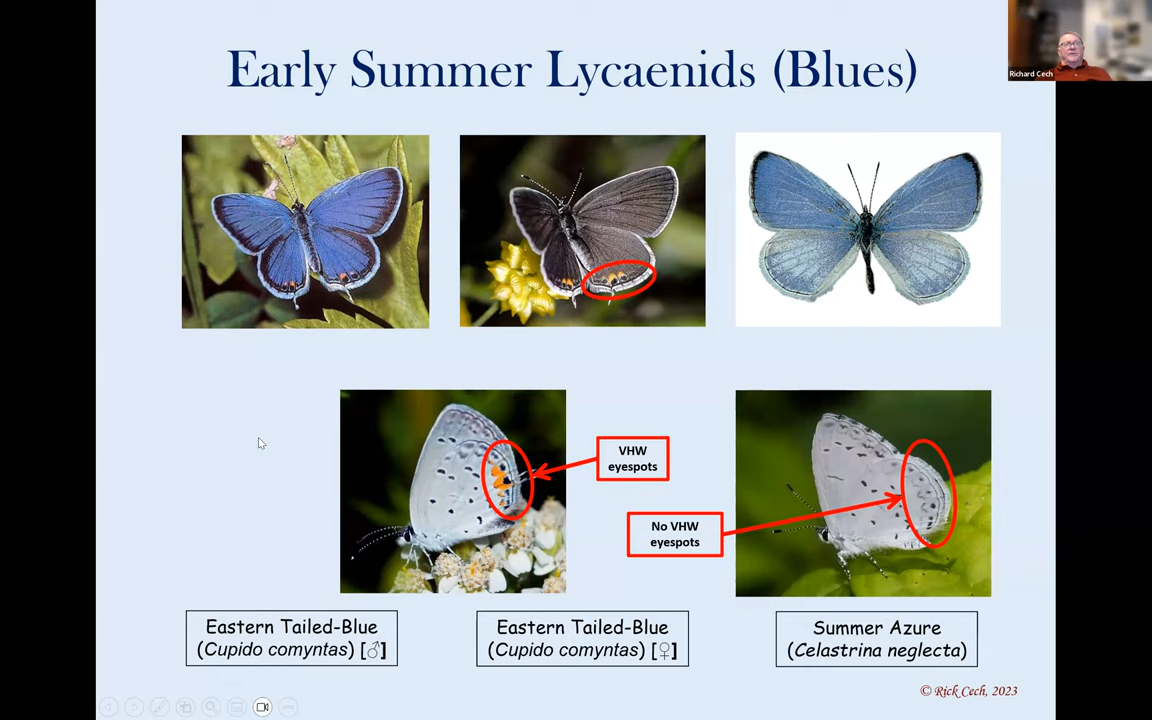 Early Summer Lycaenids (Blues)
Richard Cech
VHW
eyespots
No VHW
eyespots
Eastern Tailed-Blue
(Cupido comyntas) [♂]
Eastern Tailed-Blue
(Cupido comyntas) [♀]
Summer Azure
(Celastrina neglecta)
© Rick Cech, 2023